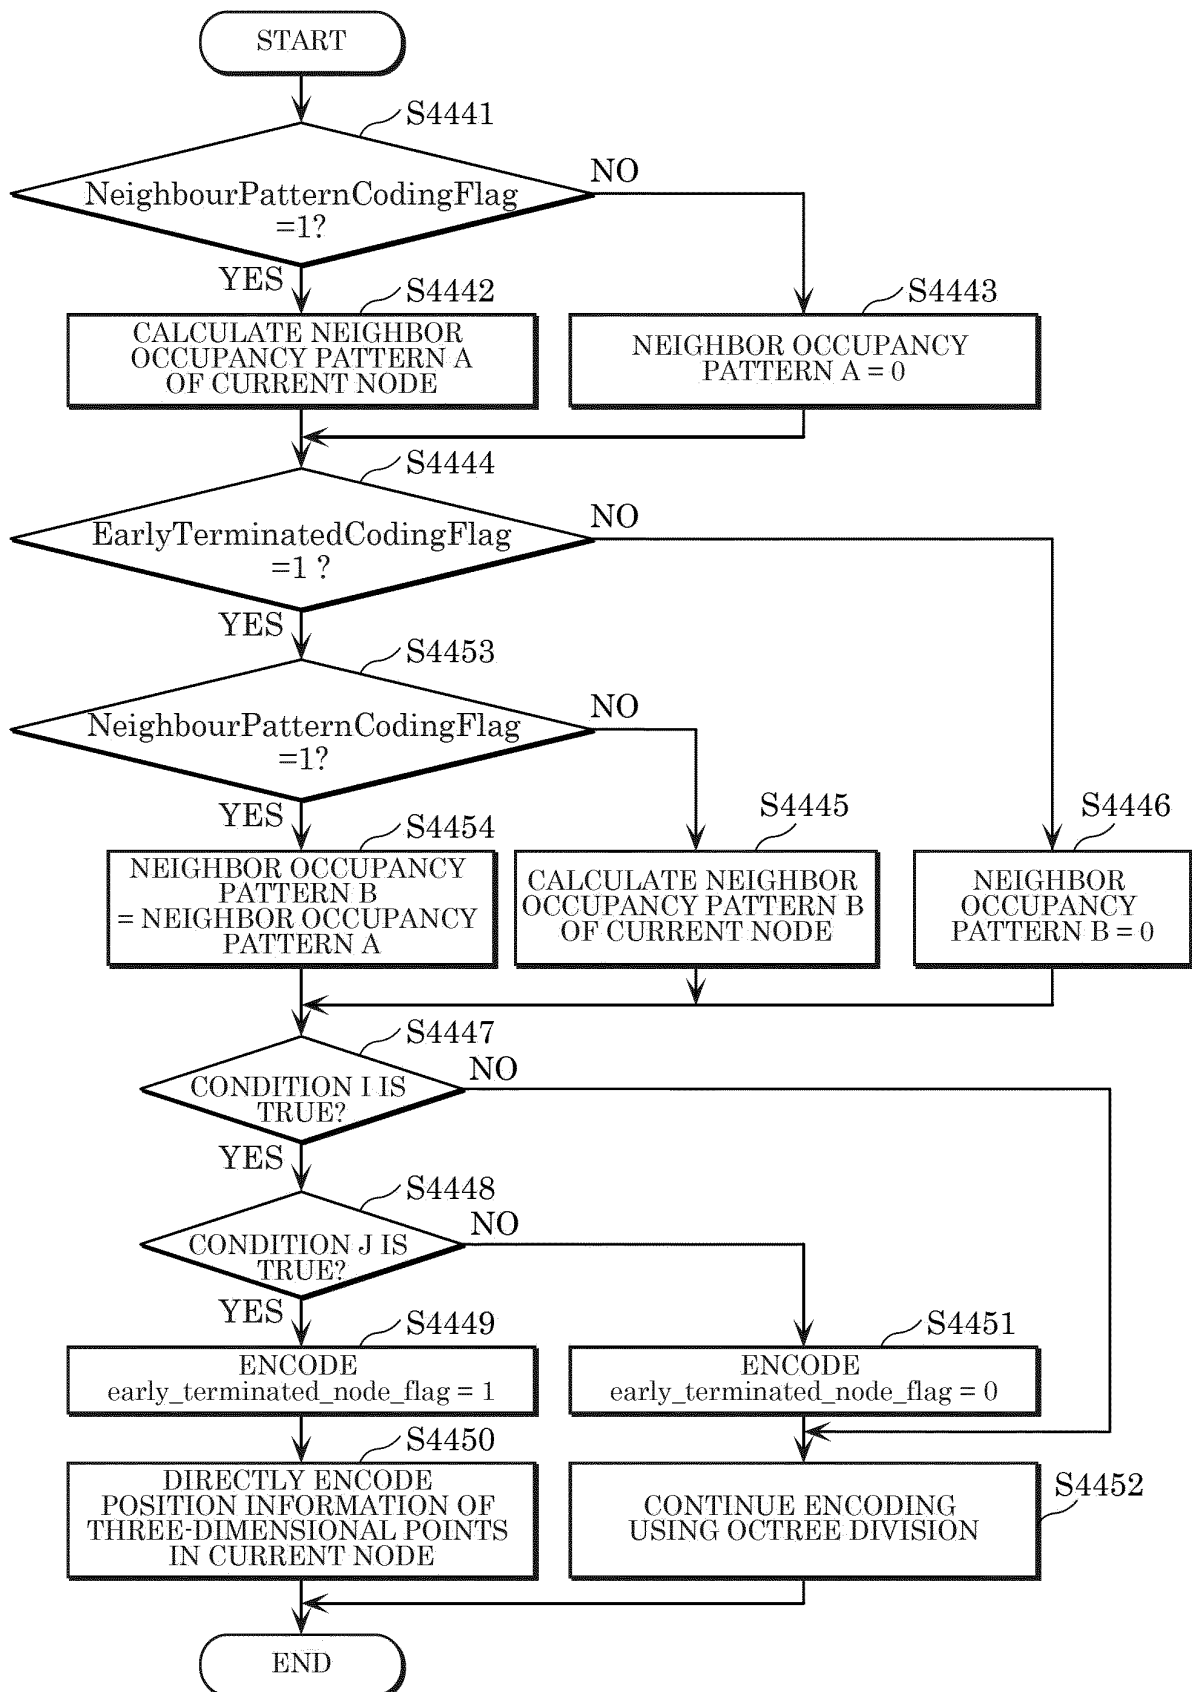 START
S4441
NeighbourPatternCodingFlag
=1?
NO
YES
S4442
CALCULATE NEIGHBOR
OCCUPANCY PATTERN A
OF CURRENT NODE
S4443
NEIGHBOR OCCUPANCY
PATTERN A = 0
S4444
EarlyTerminatedCodingFlag
=1 ?
NO
YES
S4453
NeighbourPatternCodingFlag
=1?
NO
YES
S4454
NEIGHBOR OCCUPANCY
PATTERN B
= NEIGHBOR OCCUPANCY
PATTERN A
S4445
CALCULATE NEIGHBOR
OCCUPANCY PATTERN B
OF CURRENT NODE
S4446
NEIGHBOR
OCCUPANCY
PATTERN B = 0
S4447
CONDITION I IS
TRUE?
NO
YES
S4448
CONDITION J IS
TRUE?
NO
YES
S4449
ENCODE
early_terminated_node_flag = 1
S4451
ENCODE
early_terminated_node_flag = 0
S4450
DIRECTLY ENCODE
POSITION INFORMATION OF
THREE-DIMENSIONAL POINTS
IN CURRENT NODE
S4452
CONTINUE ENCODING
USING OCTREE DIVISION
END